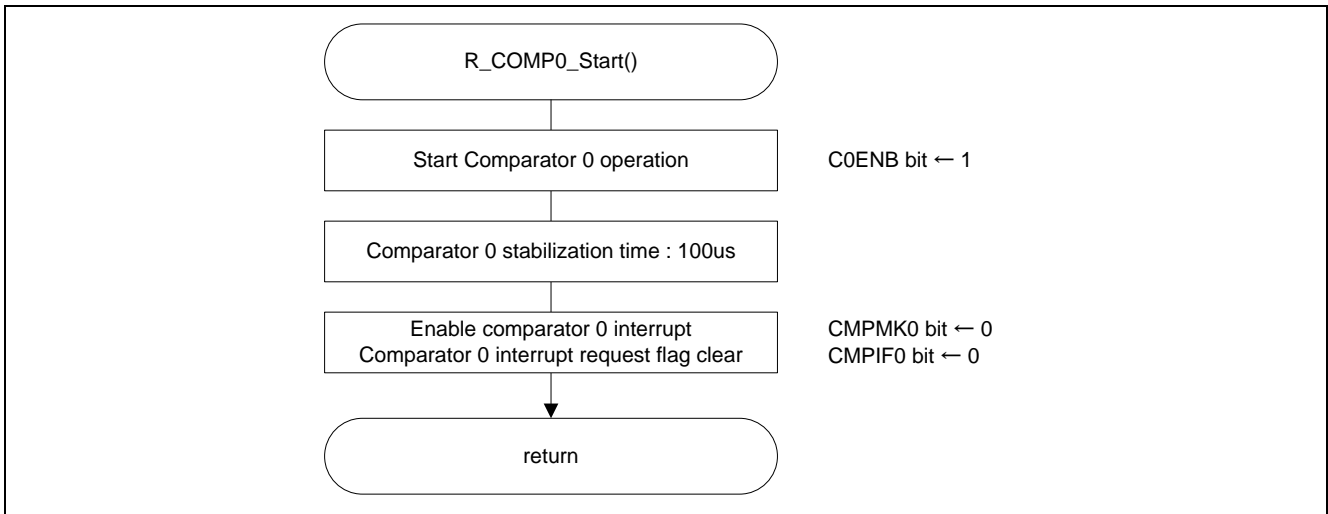 R_COMP0_Start()
Start Comparator 0 operation
C0ENB bit ← 1
Comparator 0 stabilization time : 100us
Enable comparator 0 interrupt
CMPMK0 bit ← 0
Comparator 0 interrupt request flag clear
CMPIF0 bit ← 0
return